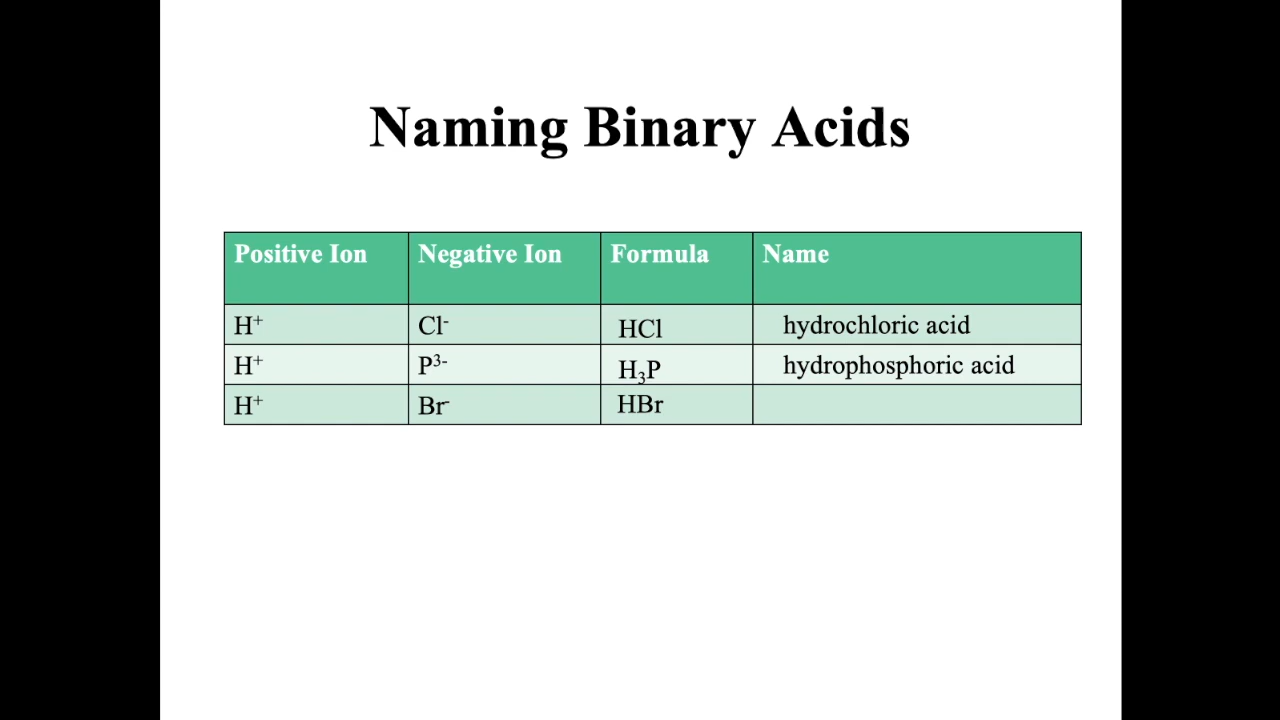 Naming Binary Acids
Positive Ion Negative Ion Formula Name
H⁺ Cl⁻ HCl hydrochloric acid
H⁺ P³⁻ H₃P hydrophosphoric acid
H⁺ Br⁻ HBr